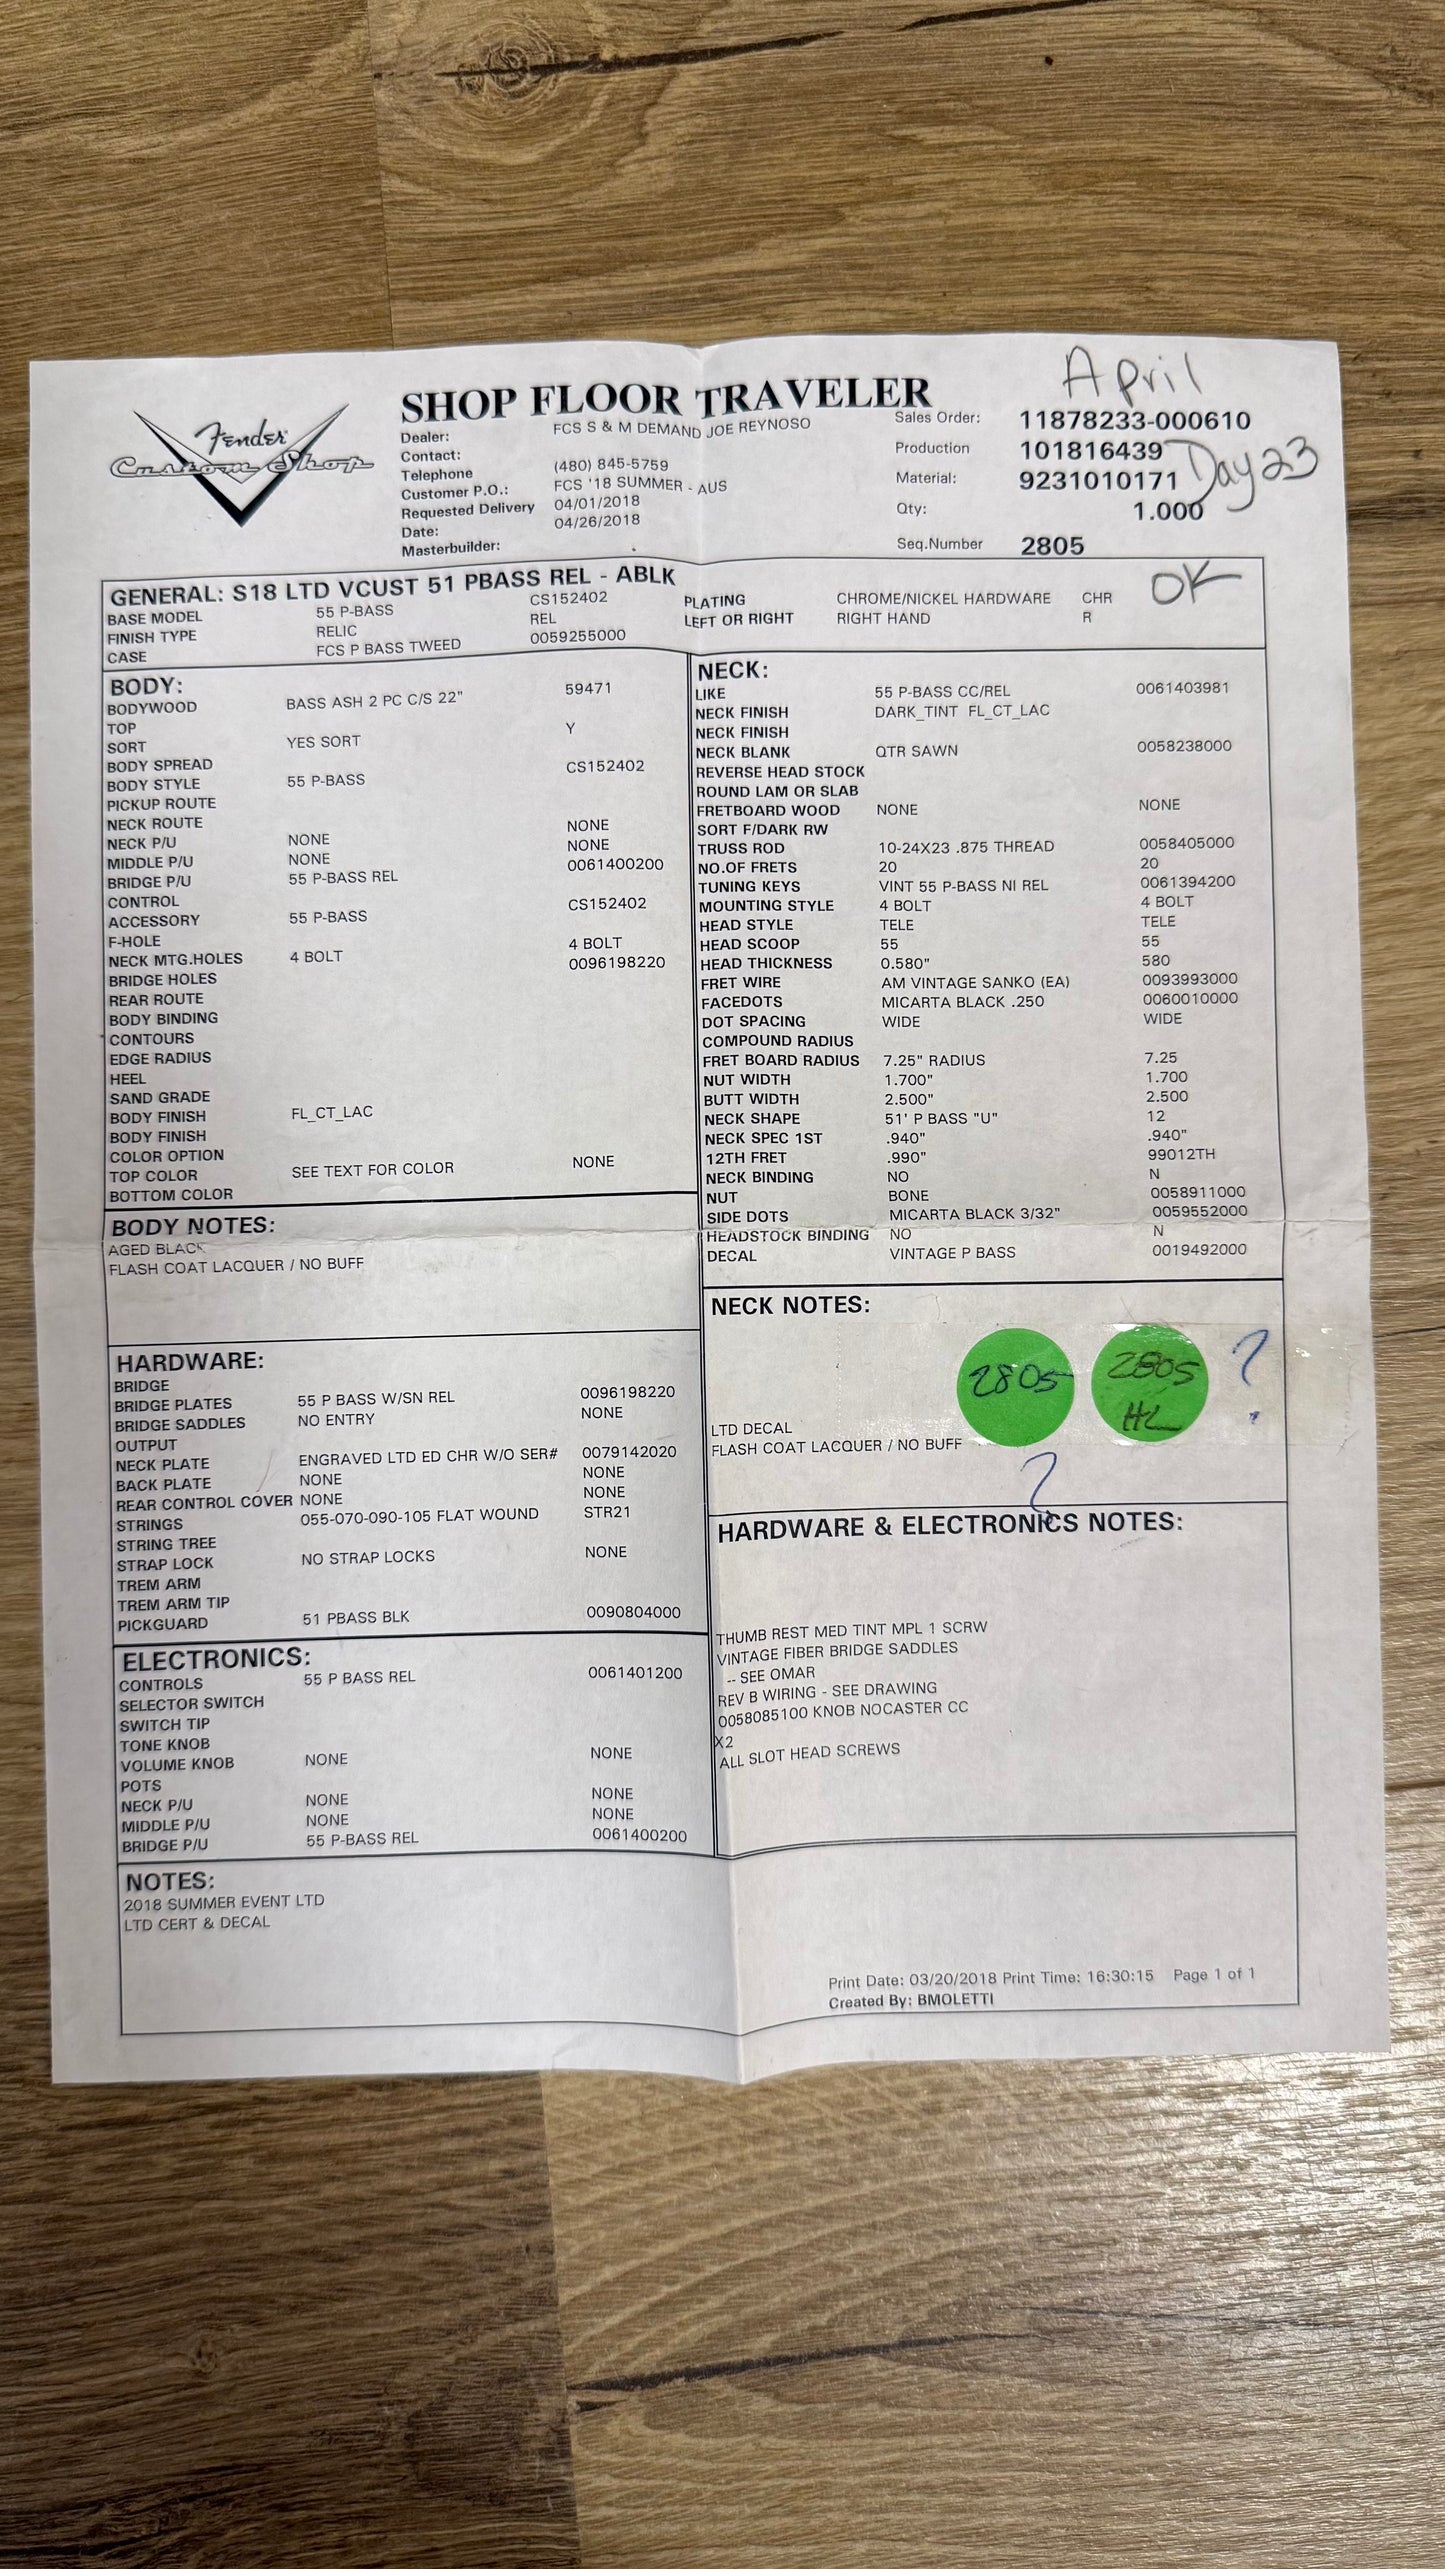 Fender
Custom Shop
SHOP FLOOR TRAVELER
April
Dealer: FCS S & M DEMAND JOE REYNOSO
Contact:
Telephone (480) 845-5759
Customer P.O.: FCS '18 SUMMER - AUS
Requested Delivery 04/01/2018
Date: 04/26/2018
Masterbuilder:
Sales Order: 11878233-000610
Production 101816439
Material: 9231010171
Day 23
Qty: 1.000
Seq.Number 2805
GENERAL: S18 LTD VCUST 51 PBASS REL - ABLK
OK
BASE MODEL 55 P-BASS CS152402
FINISH TYPE RELIC REL
CASE FCS P BASS TWEED 0059255000
PLATING CHROME/NICKEL HARDWARE CHR
LEFT OR RIGHT RIGHT HAND R
BODY:
BODYWOOD BASS ASH 2 PC C/S 22" 59471
TOP
SORT YES SORT Y
BODY SPREAD
BODY STYLE 55 P-BASS CS152402
PICKUP ROUTE
NECK ROUTE
NECK P/U NONE NONE
MIDDLE P/U NONE NONE
BRIDGE P/U 55 P-BASS REL 0061400200
CONTROL
ACCESSORY 55 P-BASS CS152402
F-HOLE
NECK MTG.HOLES 4 BOLT 4 BOLT
BRIDGE HOLES 0096198220
REAR ROUTE
BODY BINDING
CONTOURS
EDGE RADIUS
HEEL
SAND GRADE
BODY FINISH FL_CT_LAC
BODY FINISH
COLOR OPTION
TOP COLOR SEE TEXT FOR COLOR NONE
BOTTOM COLOR
BODY NOTES:
AGED BLACK
FLASH COAT LACQUER / NO BUFF
HARDWARE:
BRIDGE
BRIDGE PLATES 55 P BASS W/SN REL 0096198220
BRIDGE SADDLES NO ENTRY NONE
OUTPUT
NECK PLATE ENGRAVED LTD ED CHR W/O SER# 0079142020
BACK PLATE NONE NONE
REAR CONTROL COVER NONE NONE
STRINGS 055-070-090-105 FLAT WOUND STR21
STRING TREE
STRAP LOCK NO STRAP LOCKS NONE
TREM ARM
TREM ARM TIP
PICKGUARD 51 PBASS BLK 0090804000
ELECTRONICS:
CONTROLS 55 P BASS REL 0061401200
SELECTOR SWITCH
SWITCH TIP
TONE KNOB
VOLUME KNOB NONE NONE
POTS
NECK P/U NONE NONE
MIDDLE P/U NONE NONE
BRIDGE P/U 55 P-BASS REL 0061400200
NECK:
LIKE 55 P-BASS CC/REL 0061403981
NECK FINISH DARK_TINT FL_CT_LAC
NECK FINISH
NECK BLANK QTR SAWN 0058238000
REVERSE HEAD STOCK
ROUND LAM OR SLAB
FRETBOARD WOOD NONE NONE
SORT F/DARK RW
TRUSS ROD 10-24X23 .875 THREAD 0058405000
NO.OF FRETS 20 20
TUNING KEYS VINT 55 P-BASS NI REL 0061394200
MOUNTING STYLE 4 BOLT 4 BOLT
HEAD STYLE TELE TELE
HEAD SCOOP 55 55
HEAD THICKNESS 0.580" 580
FRET WIRE AM VINTAGE SANKO (EA) 0093993000
FACEDOTS MICARTA BLACK .250 0060010000
DOT SPACING WIDE WIDE
COMPOUND RADIUS
FRET BOARD RADIUS 7.25" RADIUS 7.25
NUT WIDTH 1.700" 1.700
BUTT WIDTH 2.500" 2.500
NECK SHAPE 51' P BASS "U" 12
NECK SPEC 1ST .940" .940"
12TH FRET .990" 99012TH
NECK BINDING NO N
NUT BONE 0058911000
SIDE DOTS MICARTA BLACK 3/32" 0059552000
HEADSTOCK BINDING NO N
DECAL VINTAGE P BASS 0019492000
NECK NOTES:
2805
2805
HL
?
LTD DECAL
FLASH COAT LACQUER / NO BUFF
?
HARDWARE & ELECTRONICS NOTES:
THUMB REST MED TINT MPL 1 SCRW
VINTAGE FIBER BRIDGE SADDLES
-- SEE OMAR
REV B WIRING - SEE DRAWING
0058085100 KNOB NOCASTER CC
X2
ALL SLOT HEAD SCREWS
NOTES:
2018 SUMMER EVENT LTD
LTD CERT & DECAL
Print Date: 03/20/2018 Print Time: 16:30:15 Page 1 of 1
Created By: BMOLETTI